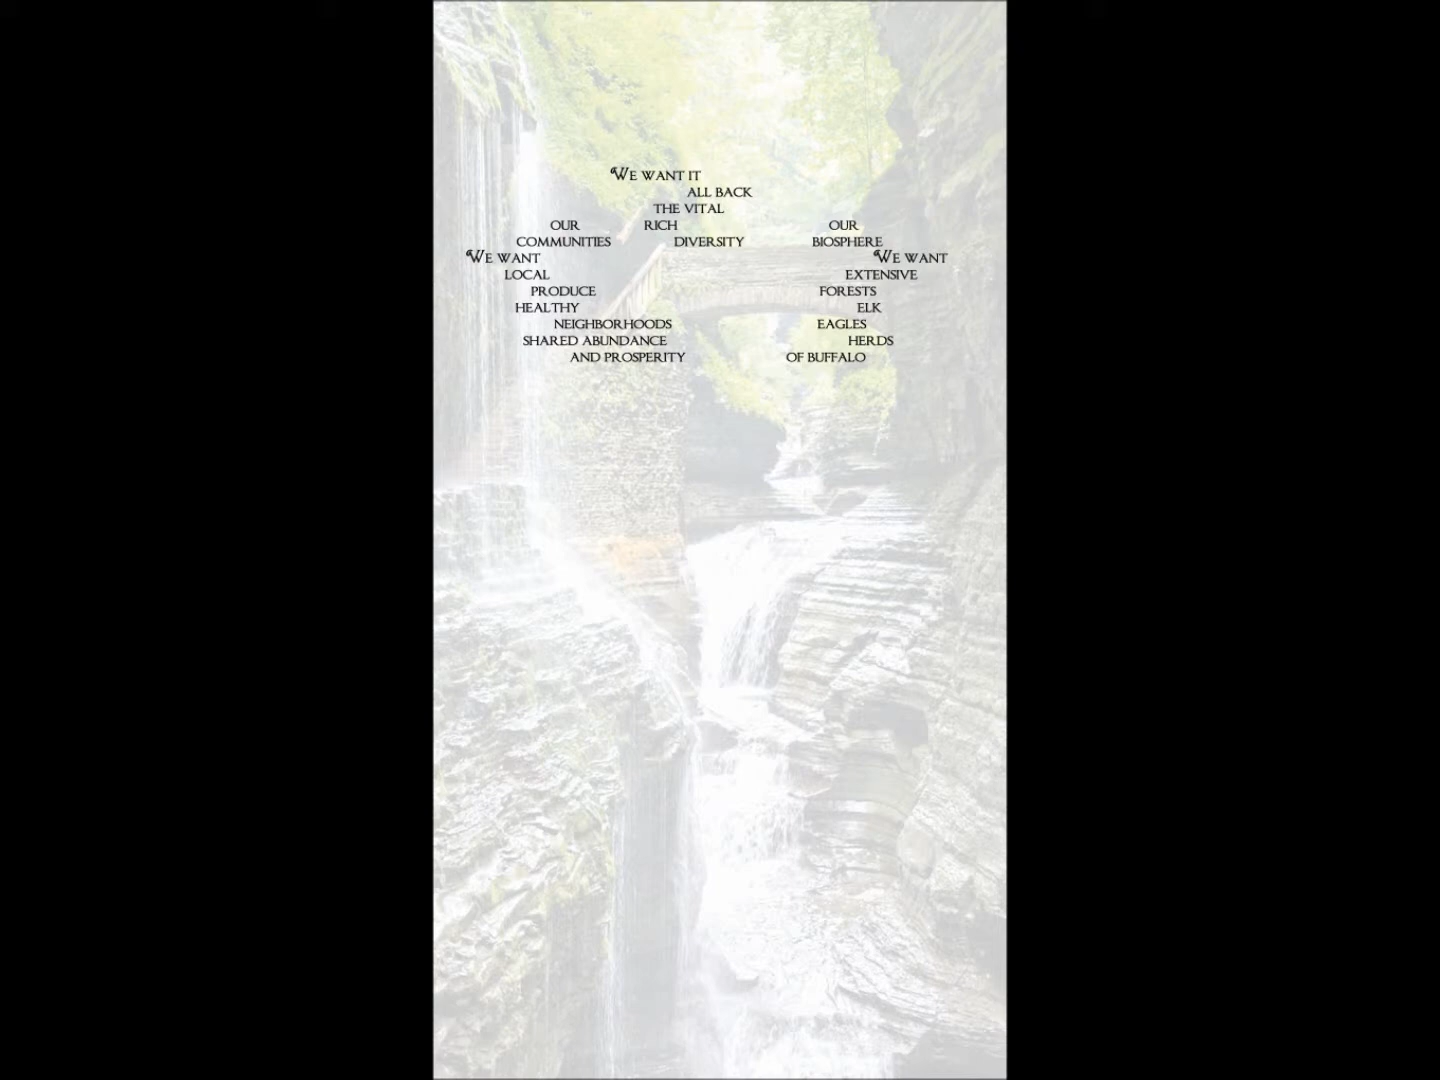 We want it
all back
the vital
rich
diversity
our
communities
We want
local
produce
healthy
neighborhoods
shared abundance
and prosperity
our
biosphere
We want
extensive
forests
elk
eagles
herds
of buffalo